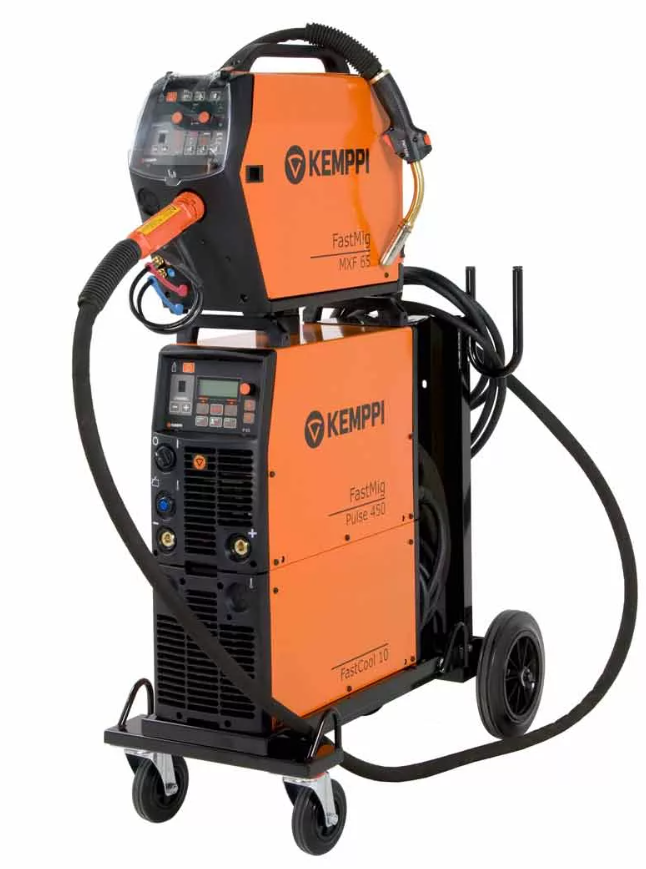 KEMPPI
FastMig
MXF 65
KEMPPI
FastMig
Pulse 450
FastCool 10